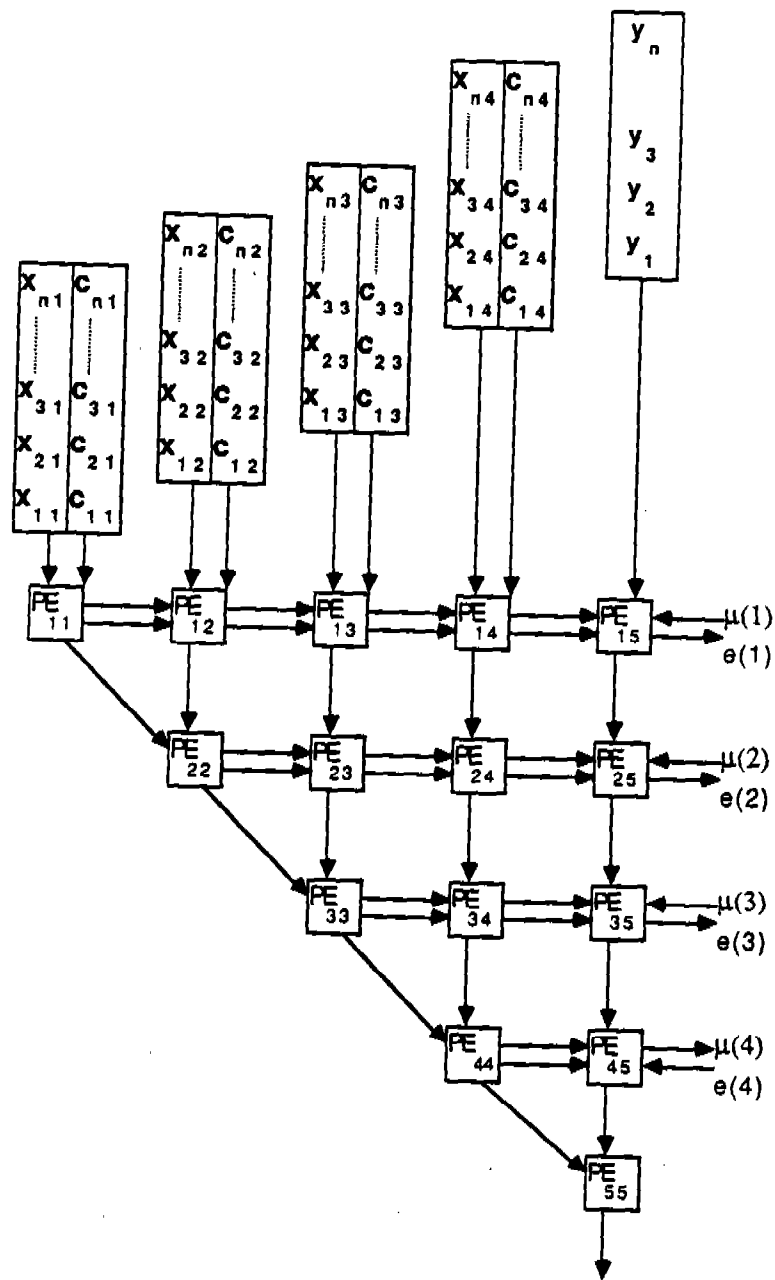 y n
y 3
y 2
y 1
x n4 c n4
x 34 c 34
x 24 c 24
x 14 c 14
x n3 c n3
x 33 c 33
x 23 c 23
x 13 c 13
x n2 c n2
x 32 c 32
x 22 c 22
x 12 c 12
x n1 c n1
x 31 c 31
x 21 c 21
x 11 c 11
PE 11 PE 12 PE 13 PE 14 PE 15 μ(1)
e(1)
PE 22 PE 23 PE 24 PE 25 μ(2)
e(2)
PE 33 PE 34 PE 35 μ(3)
e(3)
PE 44 PE 45 μ(4)
e(4)
PE 55